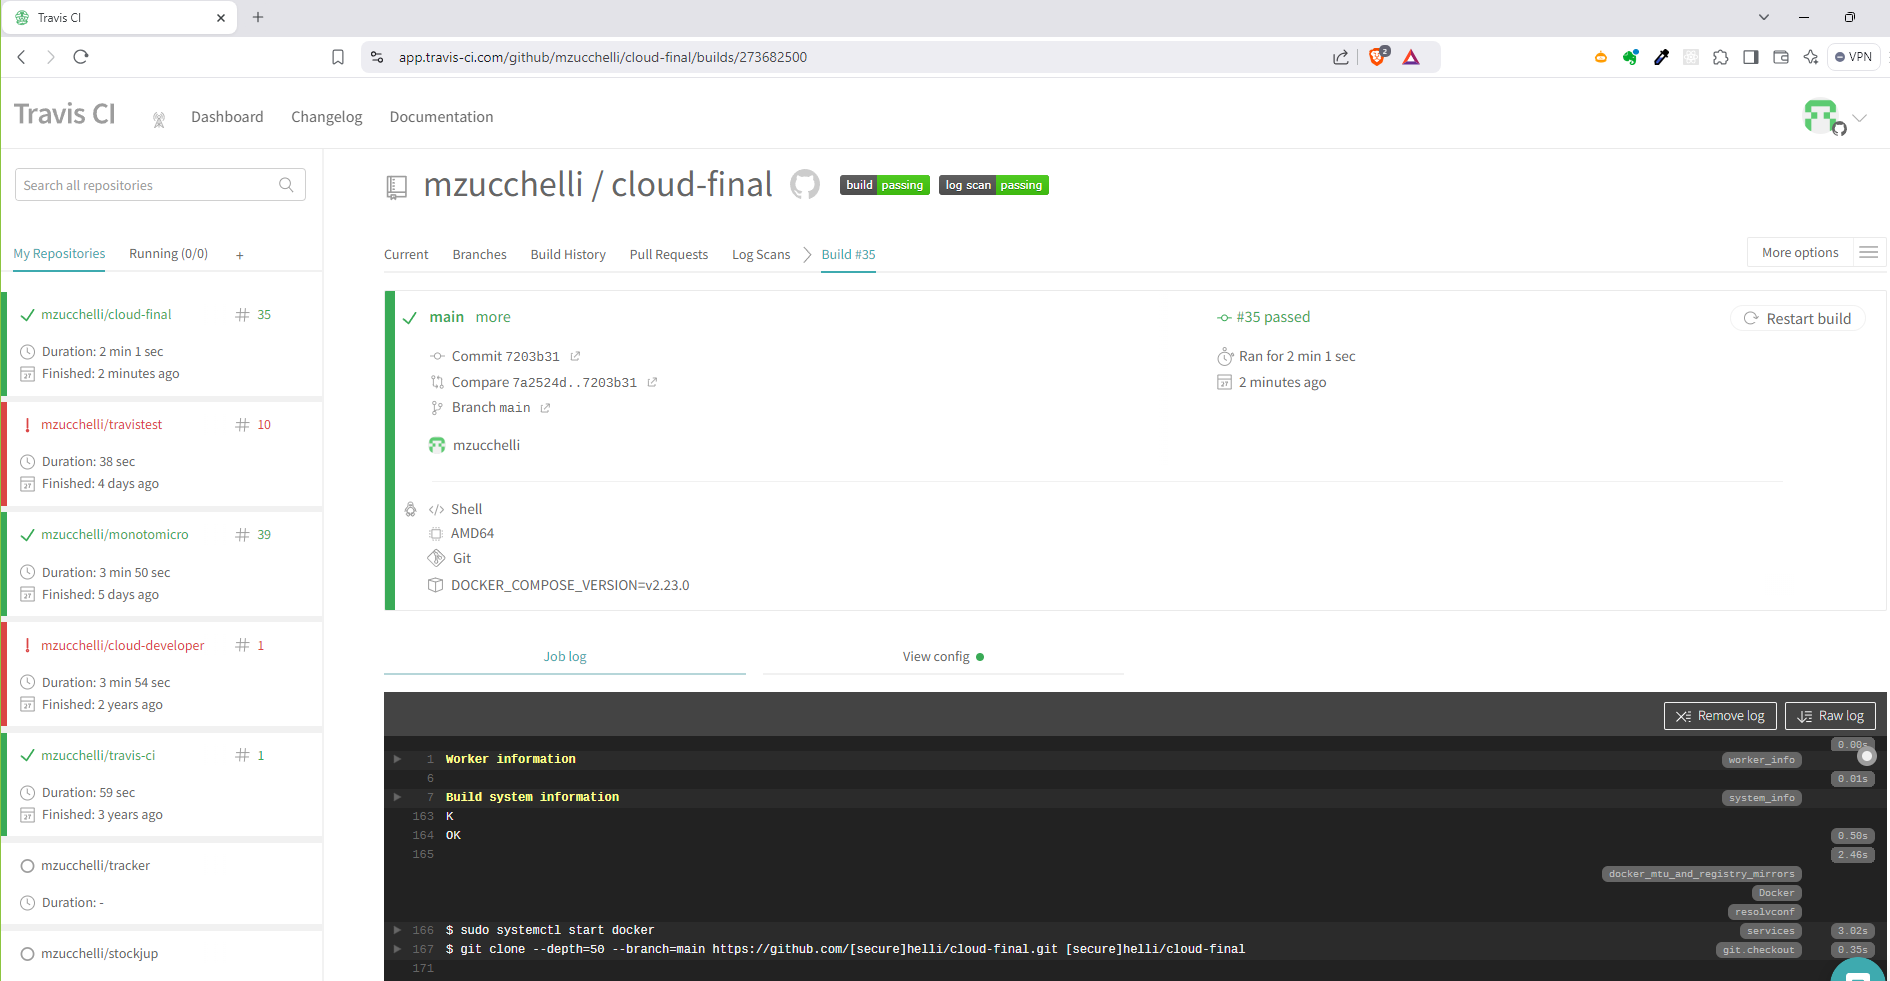 Travis CI
app.travis-ci.com/github/mzucchelli/cloud-final/builds/273682500
2
VPN
Travis CI
Dashboard
Changelog
Documentation
Search all repositories
My Repositories
Running (0/0)
+
mzucchelli/cloud-final
# 35
Duration: 2 min 1 sec
Finished: 2 minutes ago
mzucchelli/travistest
# 10
Duration: 38 sec
Finished: 4 days ago
mzucchelli/monotomicro
# 39
Duration: 3 min 50 sec
Finished: 5 days ago
mzucchelli/cloud-developer
# 1
Duration: 3 min 54 sec
Finished: 2 years ago
mzucchelli/travis-ci
# 1
Duration: 59 sec
Finished: 3 years ago
mzucchelli/tracker
Duration: -
mzucchelli/stockjup
mzucchelli / cloud-final
build passing
log scan passing
Current
Branches
Build History
Pull Requests
Log Scans
Build #35
More options
main more
Commit 7203b31
Compare 7a2524d..7203b31
Branch main
mzucchelli
#35 passed
Ran for 2 min 1 sec
2 minutes ago
Restart build
Shell
AMD64
Git
DOCKER_COMPOSE_VERSION=v2.23.0
Job log
View config
Remove log
Raw log
0.00s
1 Worker information worker_info
6 0.01s
7 Build system information system_info
163 K
164 OK 0.50s
165 2.46s
docker_mtu_and_registry_mirrors
Docker
resolvconf
166 $ sudo systemctl start docker services 3.02s
167 $ git clone --depth=50 --branch=main https://github.com/[secure]helli/cloud-final.git [secure]helli/cloud-final git.checkout 0.35s
171